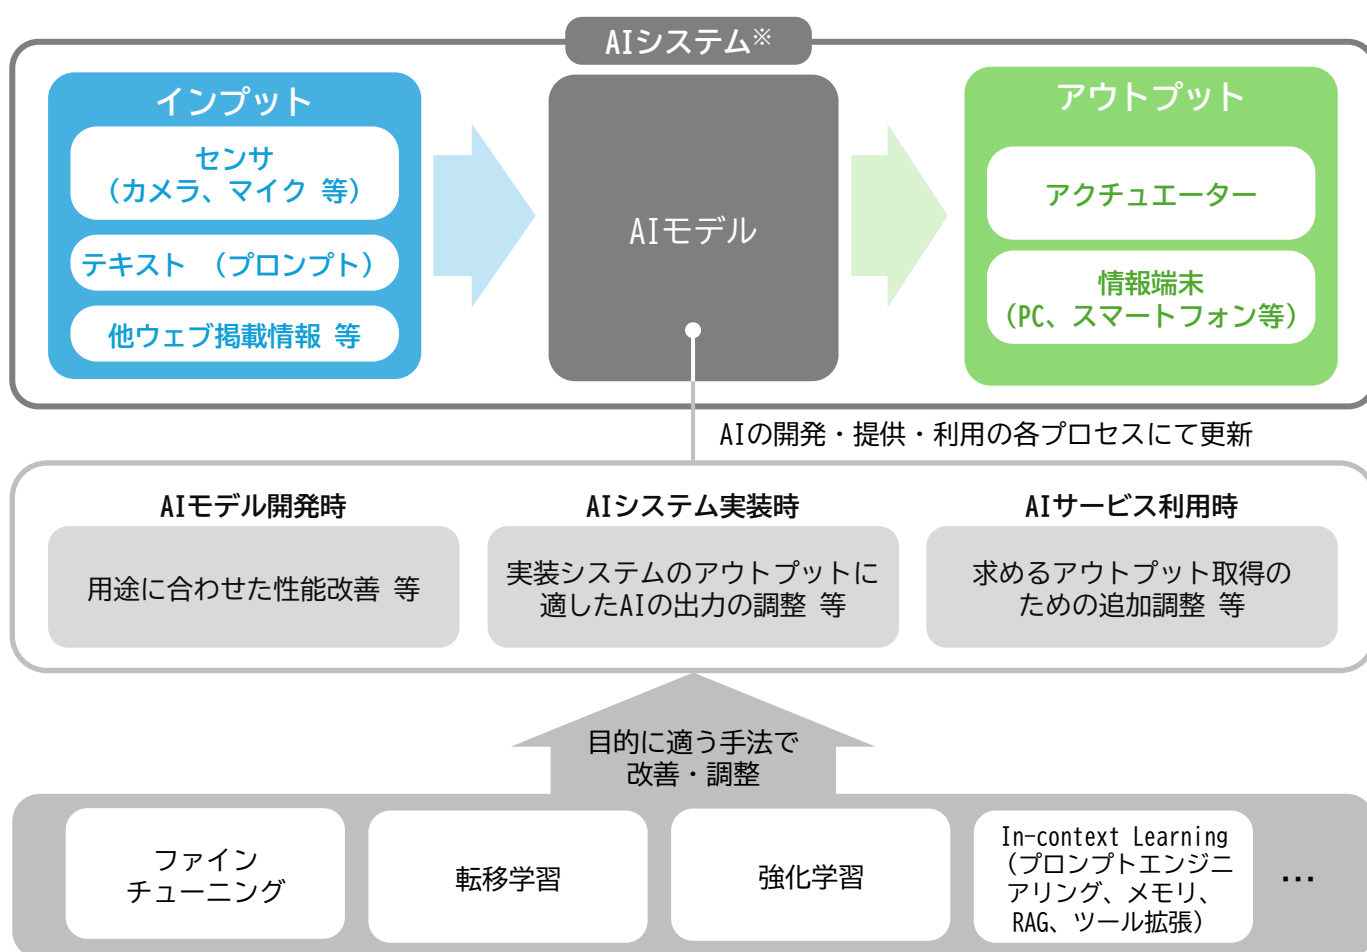 AIシステム※
インプット
センサ
（カメラ、マイク 等）
テキスト （プロンプト）
他ウェブ掲載情報 等
AIモデル
アウトプット
アクチュエーター
情報端末
（PC、スマートフォン等）
AIの開発・提供・利用の各プロセスにて更新
AIモデル開発時
用途に合わせた性能改善 等
AIシステム実装時
実装システムのアウトプットに
適したAIの出力の調整 等
AIサービス利用時
求めるアウトプット取得の
ための追加調整 等
目的に適う手法で
改善・調整
ファイン
チューニング
転移学習
強化学習
In-context Learning
（プロンプトエンジニ
アリング、メモリ、
RAG、ツール拡張）
…